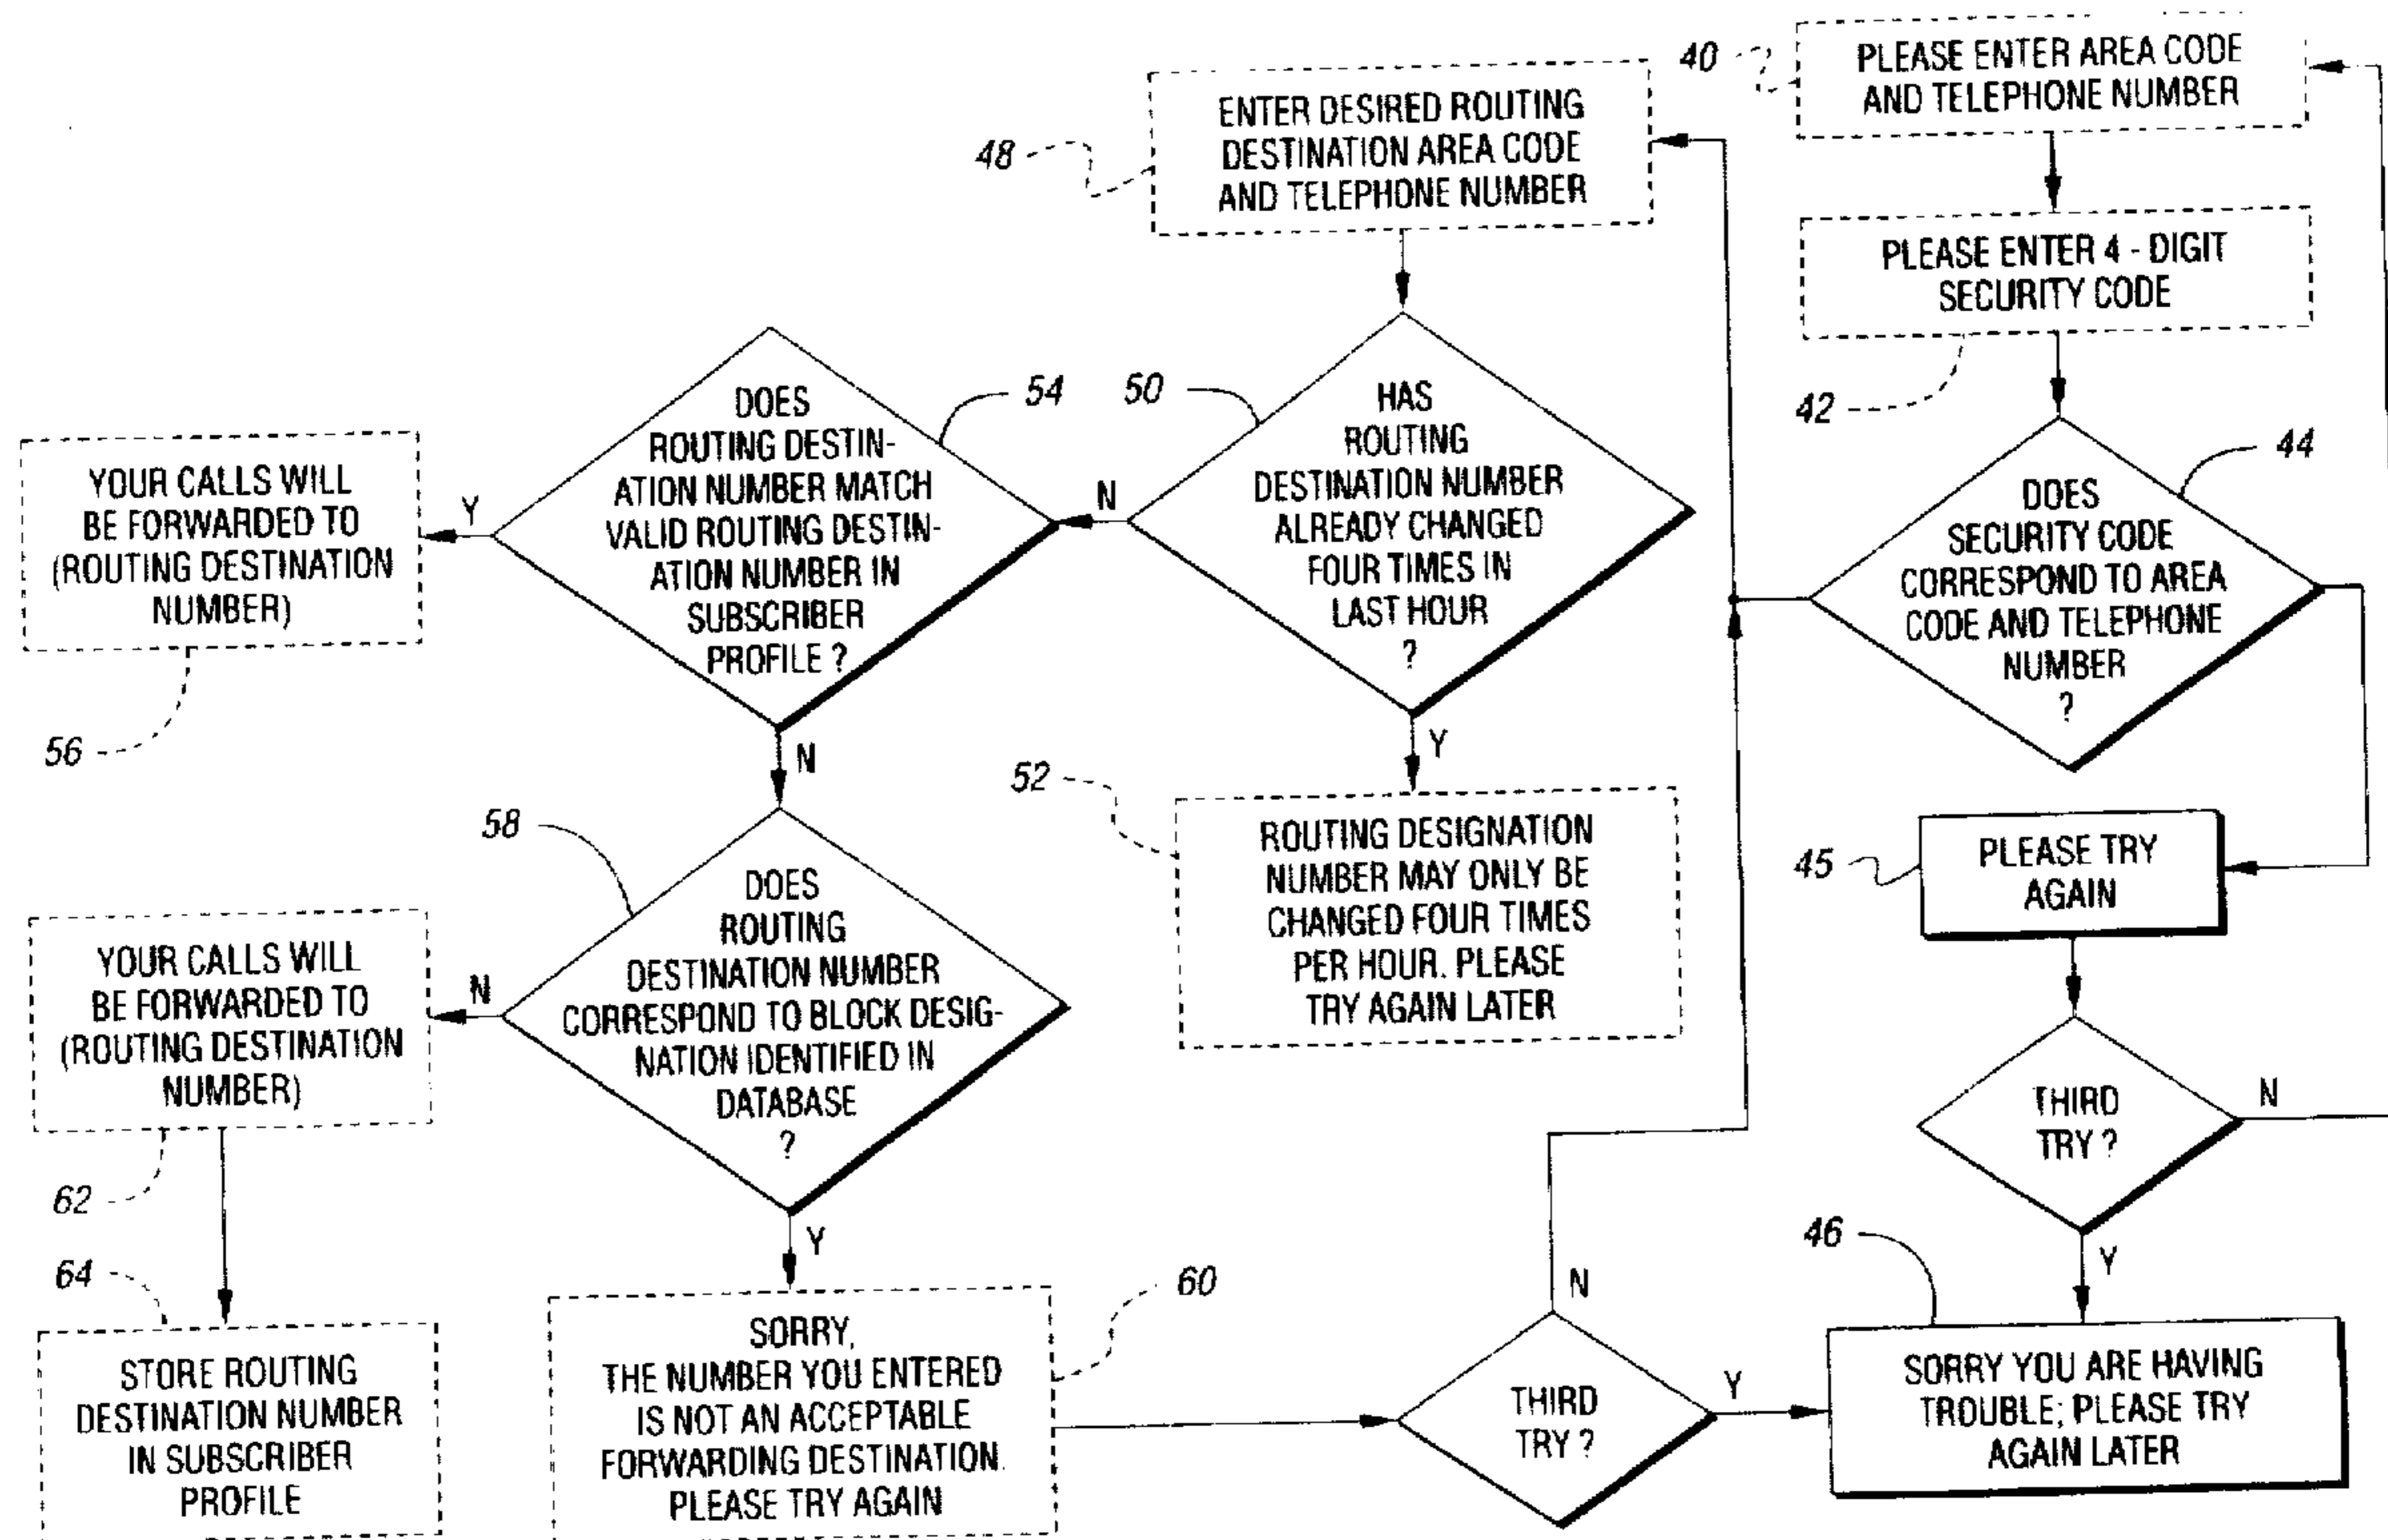 40
PLEASE ENTER AREA CODE
AND TELEPHONE NUMBER
PLEASE ENTER 4 - DIGIT
SECURITY CODE
42
44
DOES
SECURITY CODE
CORRESPOND TO AREA
CODE AND TELEPHONE
NUMBER
?
45
PLEASE TRY
AGAIN
THIRD
TRY ?
N
Y
46
SORRY YOU ARE HAVING
TROUBLE; PLEASE TRY
AGAIN LATER
48
ENTER DESIRED ROUTING
DESTINATION AREA CODE
AND TELEPHONE NUMBER
50
HAS
ROUTING
DESTINATION NUMBER
ALREADY CHANGED
FOUR TIMES IN
LAST HOUR
?
N
Y
52
ROUTING DESIGNATION
NUMBER MAY ONLY BE
CHANGED FOUR TIMES
PER HOUR. PLEASE
TRY AGAIN LATER
54
DOES
ROUTING DESTIN-
ATION NUMBER MATCH
VALID ROUTING DESTIN-
ATION NUMBER IN
SUBSCRIBER
PROFILE ?
Y
N
YOUR CALLS WILL
BE FORWARDED TO
(ROUTING DESTINATION
NUMBER)
56
58
DOES
ROUTING
DESTINATION NUMBER
CORRESPOND TO BLOCK DESIG-
NATION IDENTIFIED IN
DATABASE
?
N
Y
YOUR CALLS WILL
BE FORWARDED TO
(ROUTING DESTINATION
NUMBER)
62
64
STORE ROUTING
DESTINATION NUMBER
IN SUBSCRIBER
PROFILE
60
SORRY,
THE NUMBER YOU ENTERED
IS NOT AN ACCEPTABLE
FORWARDING DESTINATION.
PLEASE TRY AGAIN
THIRD
TRY ?
N
Y